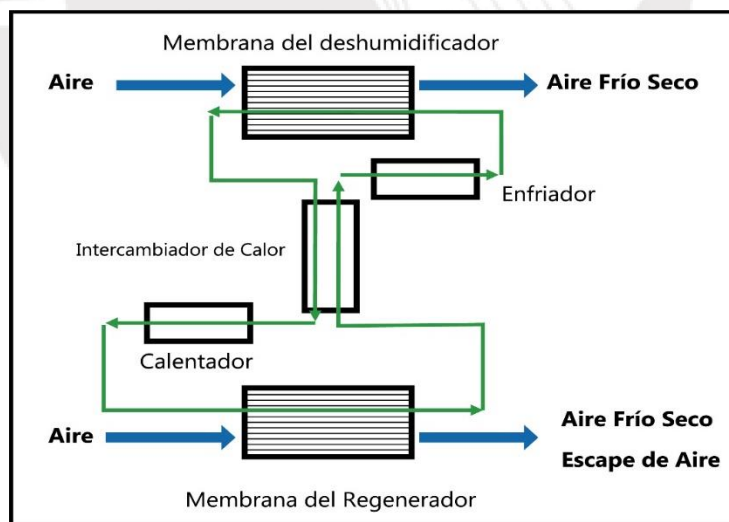 Membrana del deshumidificador
Aire
Aire Frío Seco
Enfriador
Intercambiador de Calor
Calentador
Aire
Aire Frío Seco
Escape de Aire
Membrana del Regenerador